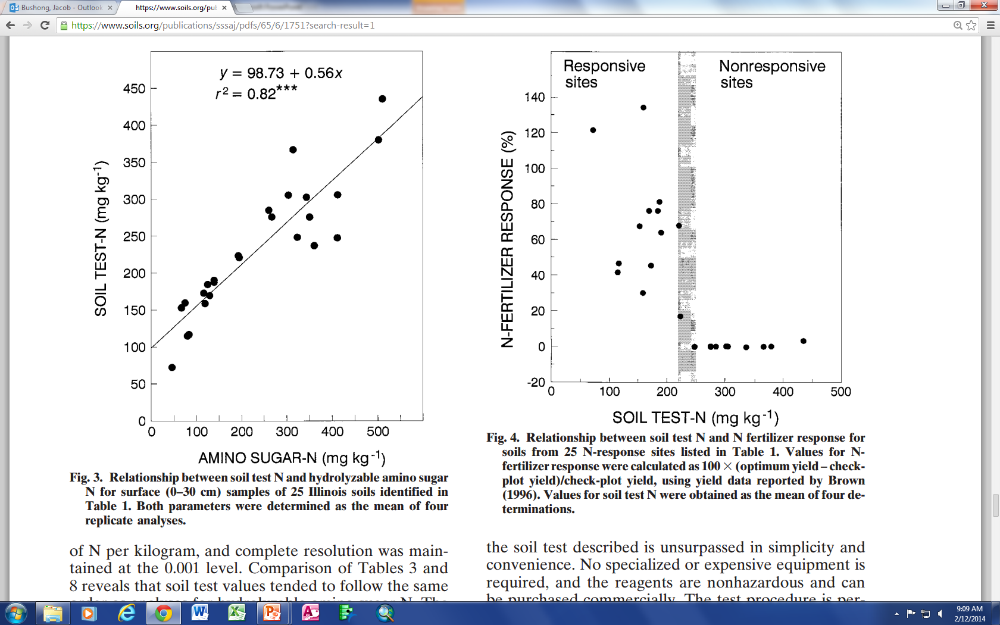 Bushong, Jacob - Outlook
https://www.soils.org/pul
https://www.soils.org/publications/sssaj/pdfs/65/6/1751?search-result=1
y = 98.73 + 0.56x
r² = 0.82***
450
400
350
300
250
200
150
100
50
0
0 100 200 300 400 500
SOIL TEST-N (mg kg⁻¹)
AMINO SUGAR-N (mg kg⁻¹)
Fig. 3. Relationship between soil test N and hydrolyzable amino sugar
N for surface (0–30 cm) samples of 25 Illinois soils identified in
Table 1. Both parameters were determined as the mean of four
replicate analyses.
of N per kilogram, and complete resolution was main-
tained at the 0.001 level. Comparison of Tables 3 and
8 reveals that soil test values tended to follow the same
Responsive
sites
Nonresponsive
sites
140
120
100
80
60
40
20
0
-20
0 100 200 300 400 500
N-FERTILIZER RESPONSE (%)
SOIL TEST-N (mg kg⁻¹)
Fig. 4. Relationship between soil test N and N fertilizer response for
soils from 25 N-response sites listed in Table 1. Values for N-
fertilizer response were calculated as 100 × (optimum yield – check-
plot yield)/check-plot yield, using yield data reported by Brown
(1996). Values for soil test N were obtained as the mean of four de-
terminations.
the soil test described is unsurpassed in simplicity and
convenience. No specialized or expensive equipment is
required, and the reagents are nonhazardous and can
be purchased commercially. The test procedure is per-
9:09 AM
2/12/2014